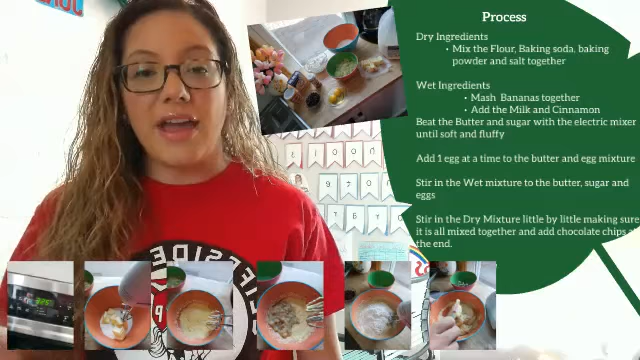 Process
Dry Ingredients
• Mix the Flour, Baking soda, baking
powder and salt together
Wet Ingredients
• Mash Bananas together
• Add the Milk and Cinnamon
Beat the Butter and sugar with the electric mixer
until soft and fluffy
Add 1 egg at a time to the butter and egg mixture
Stir in the Wet mixture to the butter, sugar and
eggs
Stir in the Dry Mixture little by little making sure
it is all mixed together and add chocolate chips
the end.